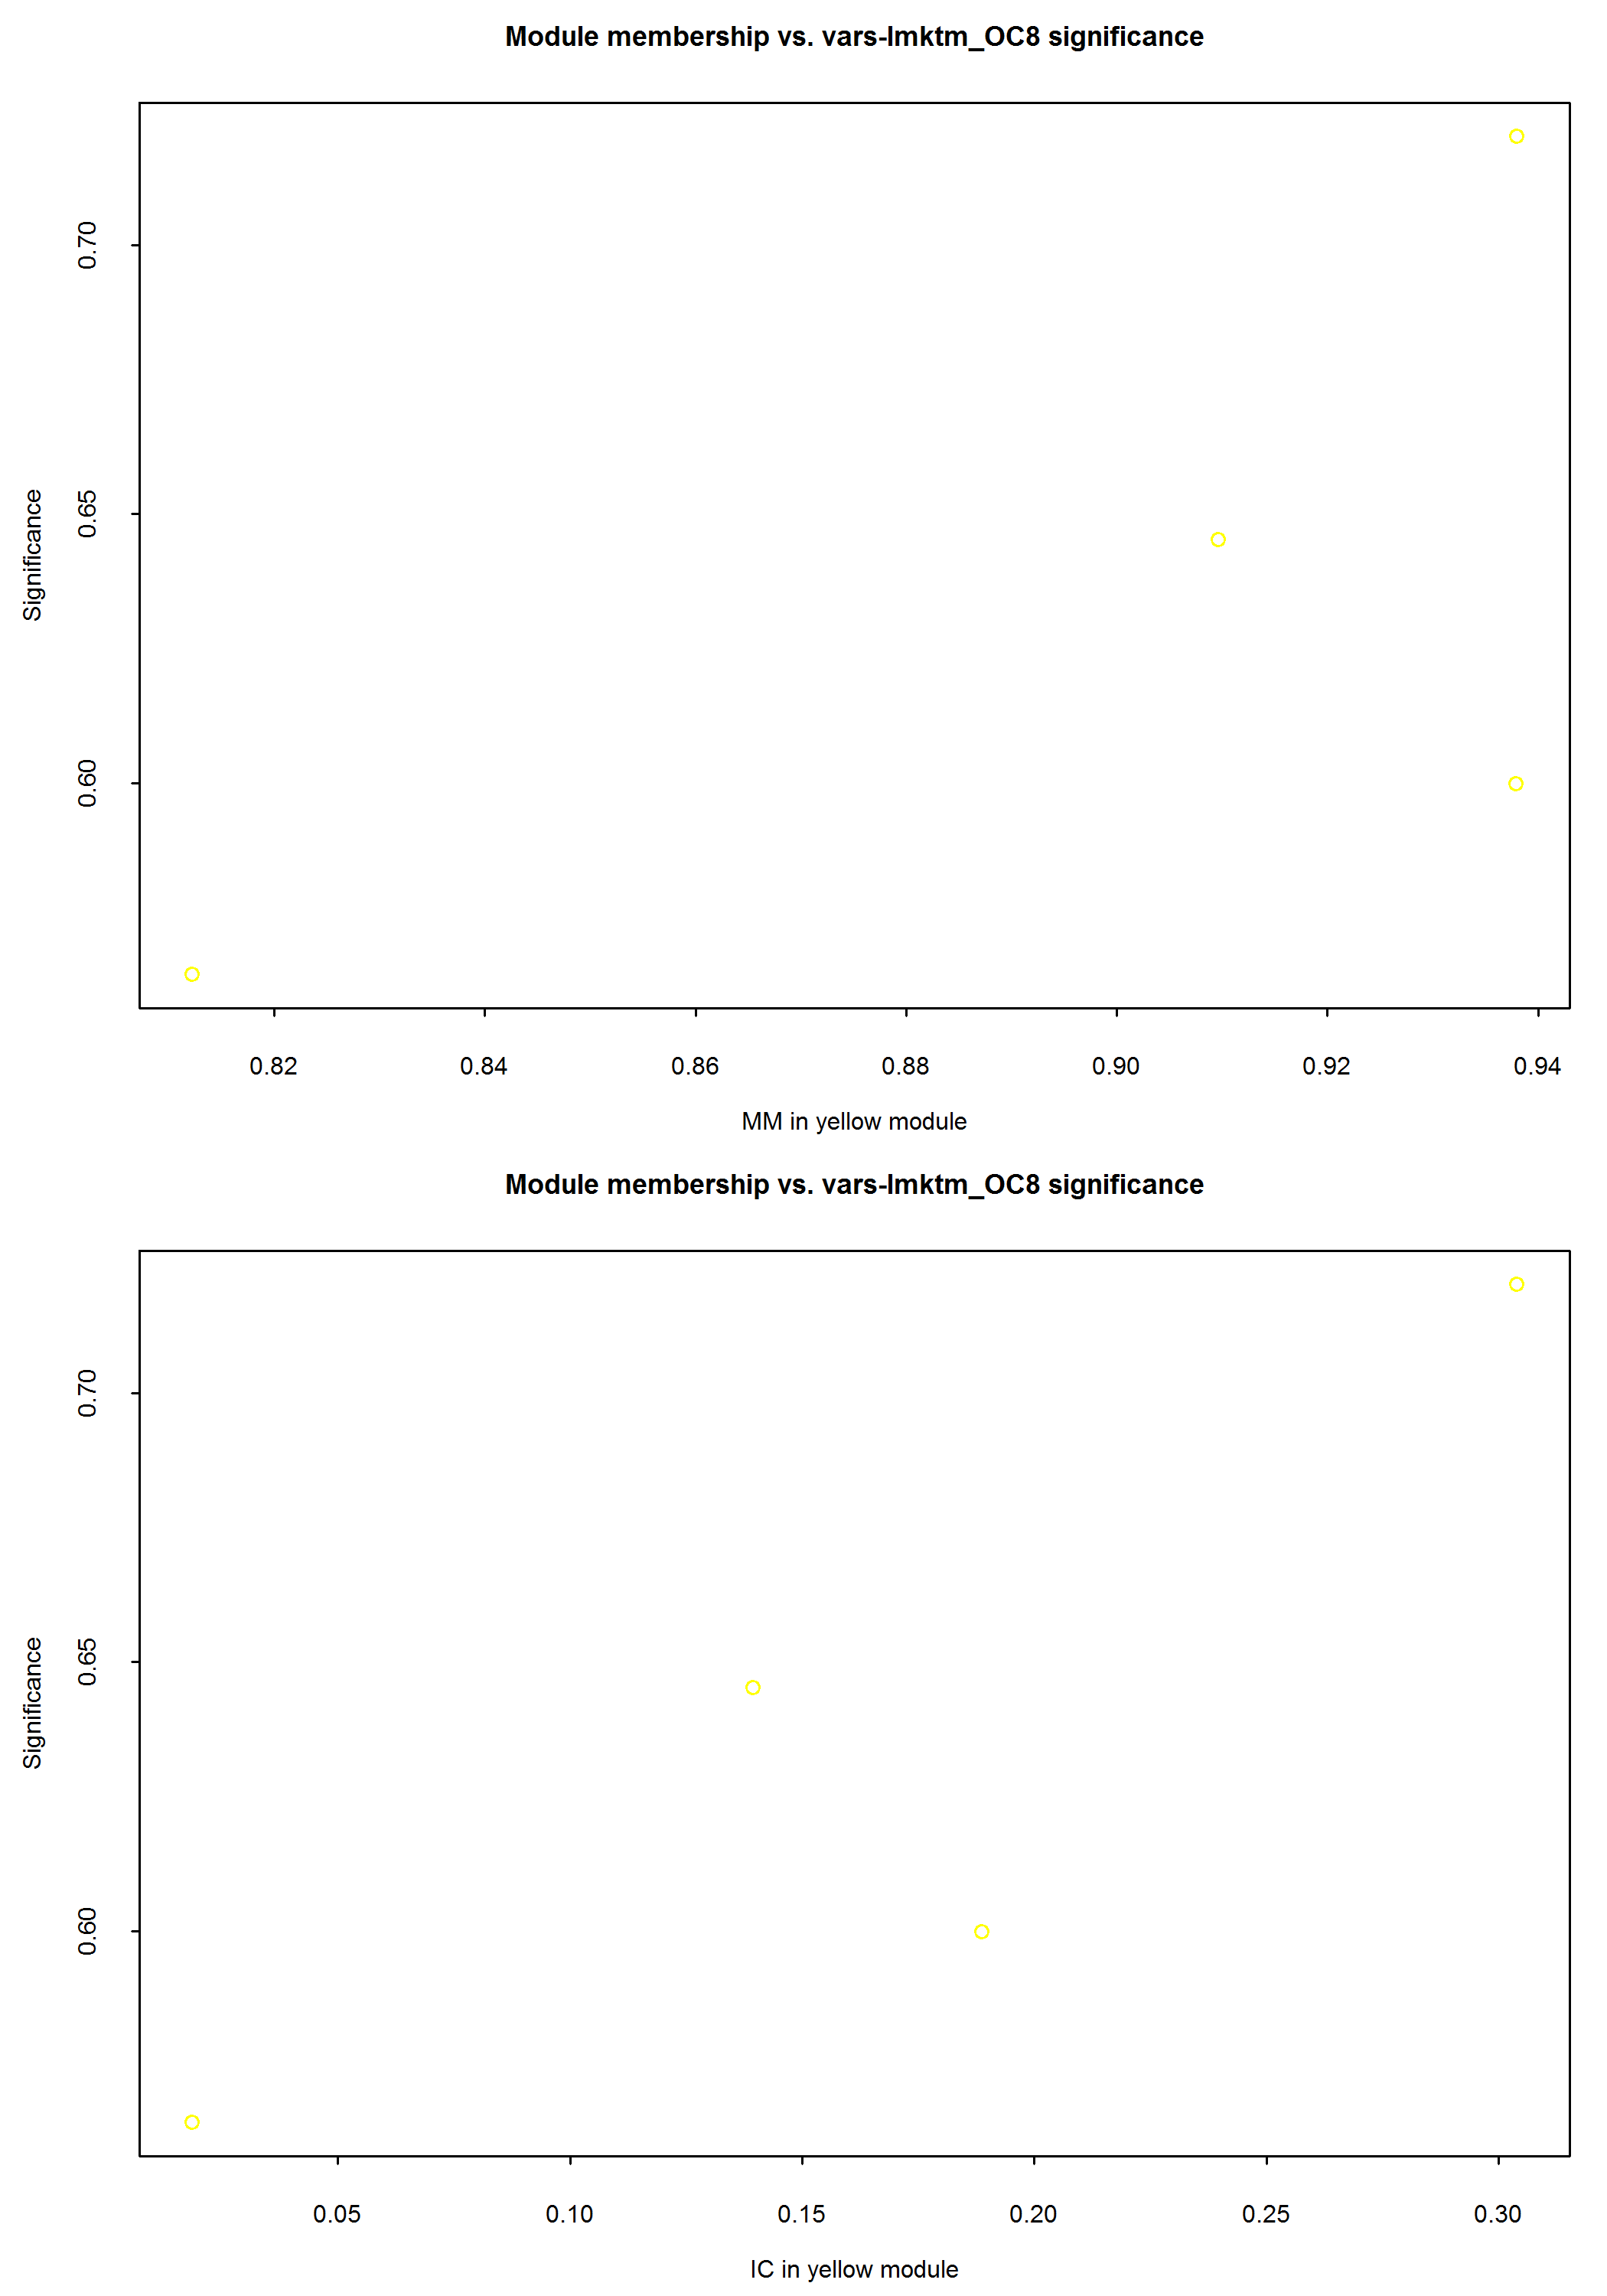 Module membership vs. vars-lmktm_OC8 significance
Significance
0.70
0.65
0.60
0.82 0.84 0.86 0.88 0.90 0.92 0.94
MM in yellow module
Module membership vs. vars-lmktm_OC8 significance
Significance
0.70
0.65
0.60
0.05 0.10 0.15 0.20 0.25 0.30
IC in yellow module